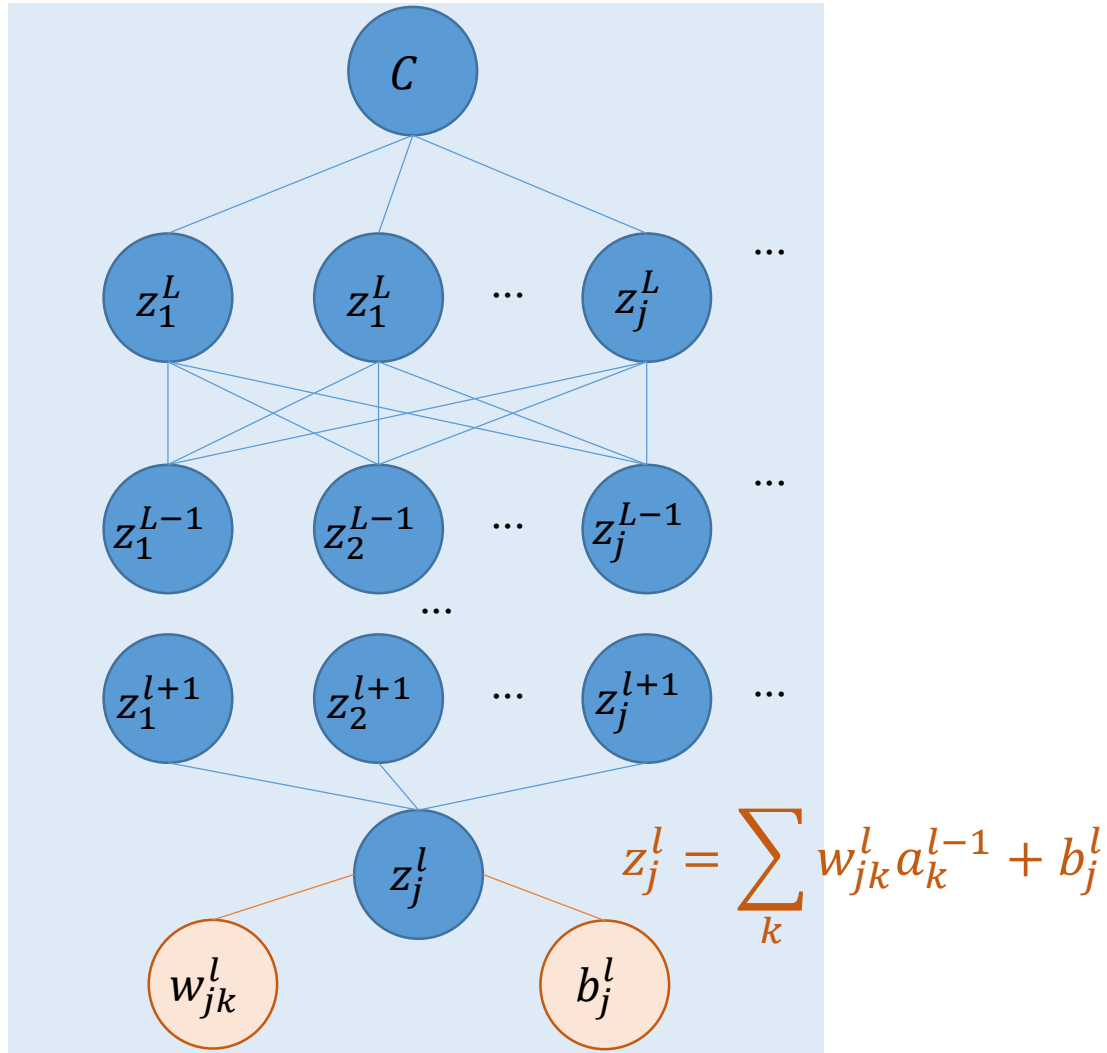 C
...
z_1^L z_1^L ... z_j^L
...
z_1^{L-1} z_2^{L-1} ... z_j^{L-1}
...
z_1^{l+1} z_2^{l+1} ... z_j^{l+1} ...
z_j^l
z_j^l = \sum_k w_{jk}^l a_k^{l-1} + b_j^l
w_{jk}^l b_j^l